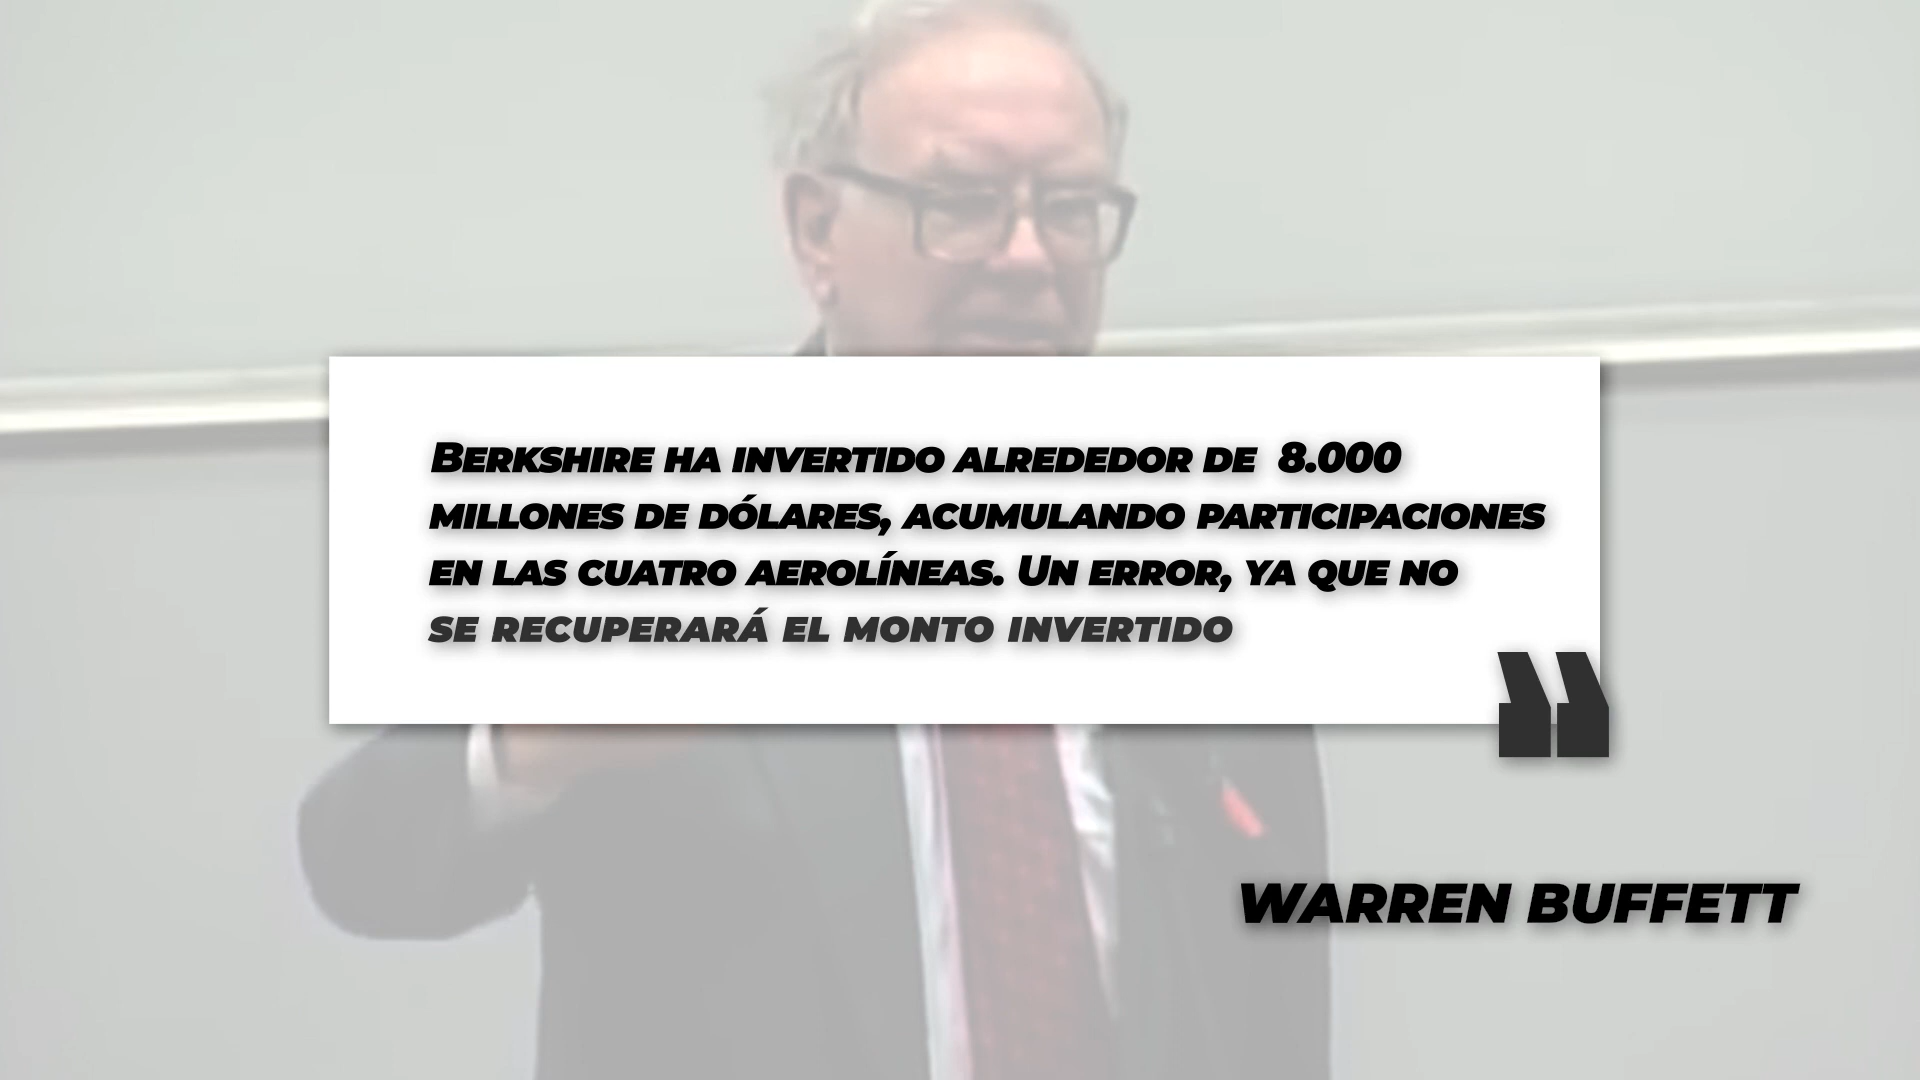 Berkshire ha invertido alrededor de 8.000
millones de dólares, acumulando participaciones
en las cuatro aerolíneas. Un error, ya que no
se recuperará el monto invertido
"
WARREN BUFFETT